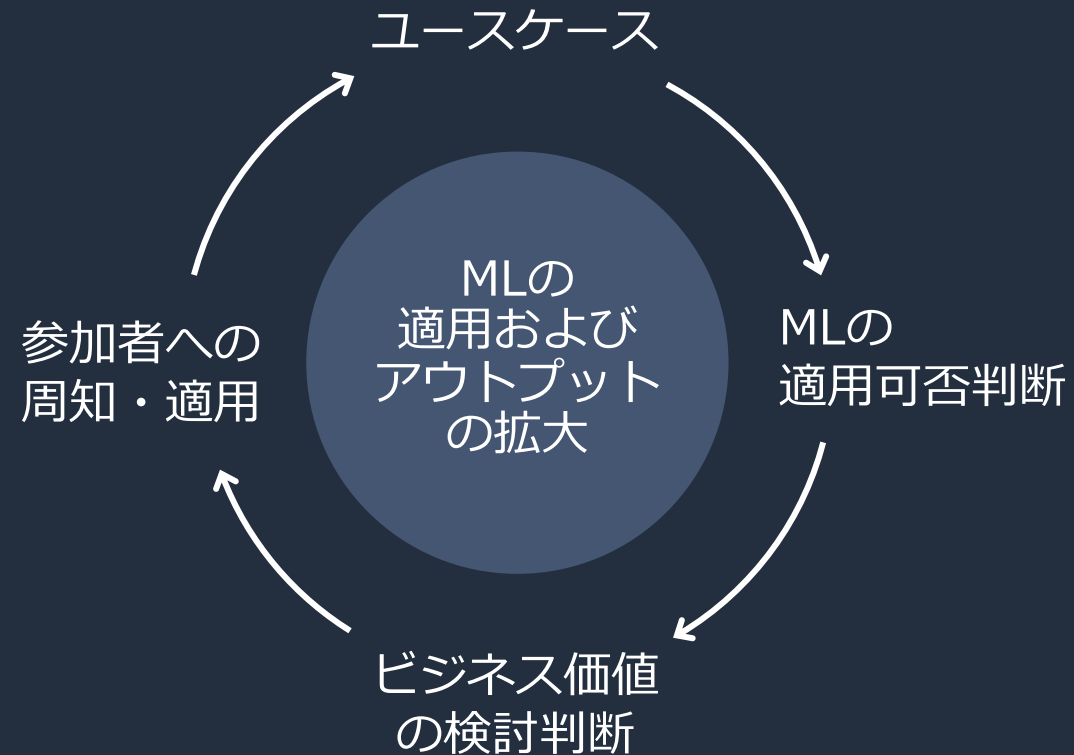 ユースケース
MLの
適用および
アウトプット
の拡大
MLの
適用可否判断
ビジネス価値
の検討判断
参加者への
周知・適用